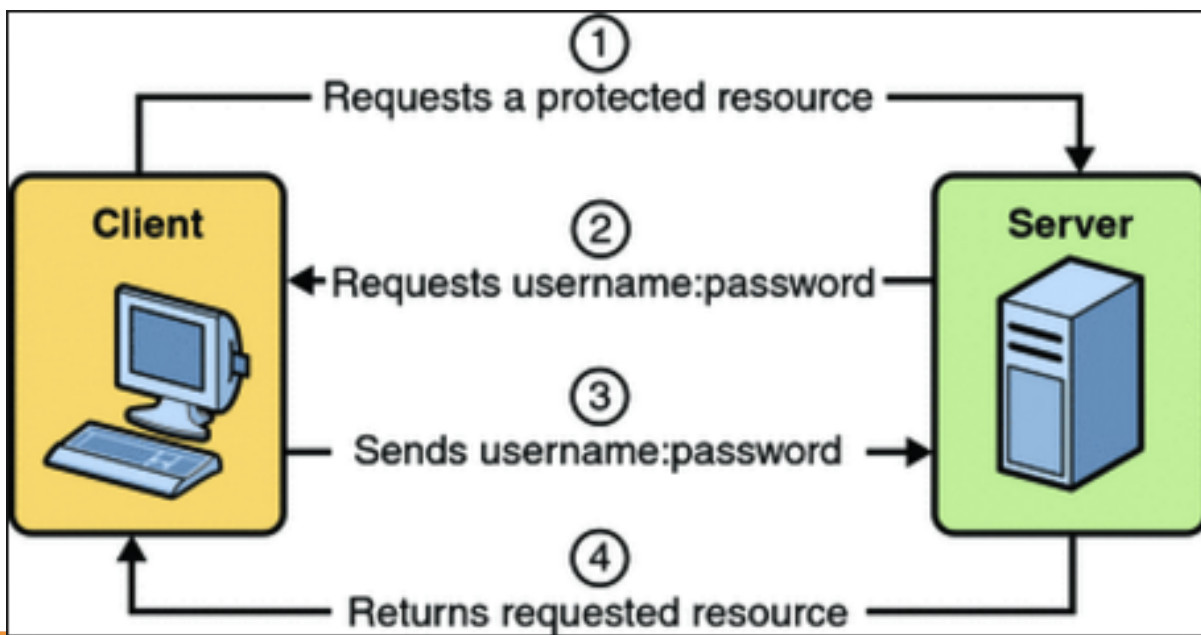 1
Requests a protected resource
Client
Server
2
Requests username:password
3
Sends username:password
4
Returns requested resource